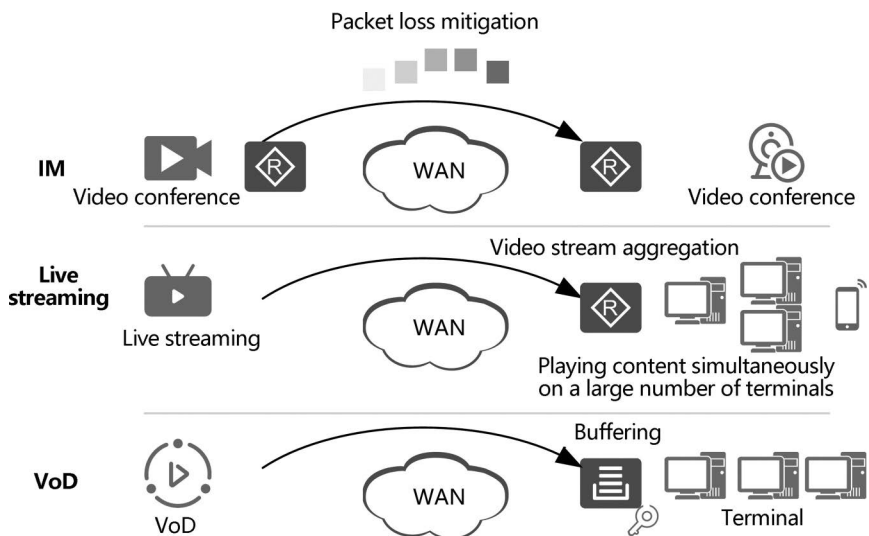 Packet loss mitigation
IM
R
WAN
R
Video conference
Video conference
Video stream aggregation
Live
streaming
R
WAN
Live streaming
Playing content simultaneously
on a large number of terminals
Buffering
VoD
WAN
VoD
Terminal